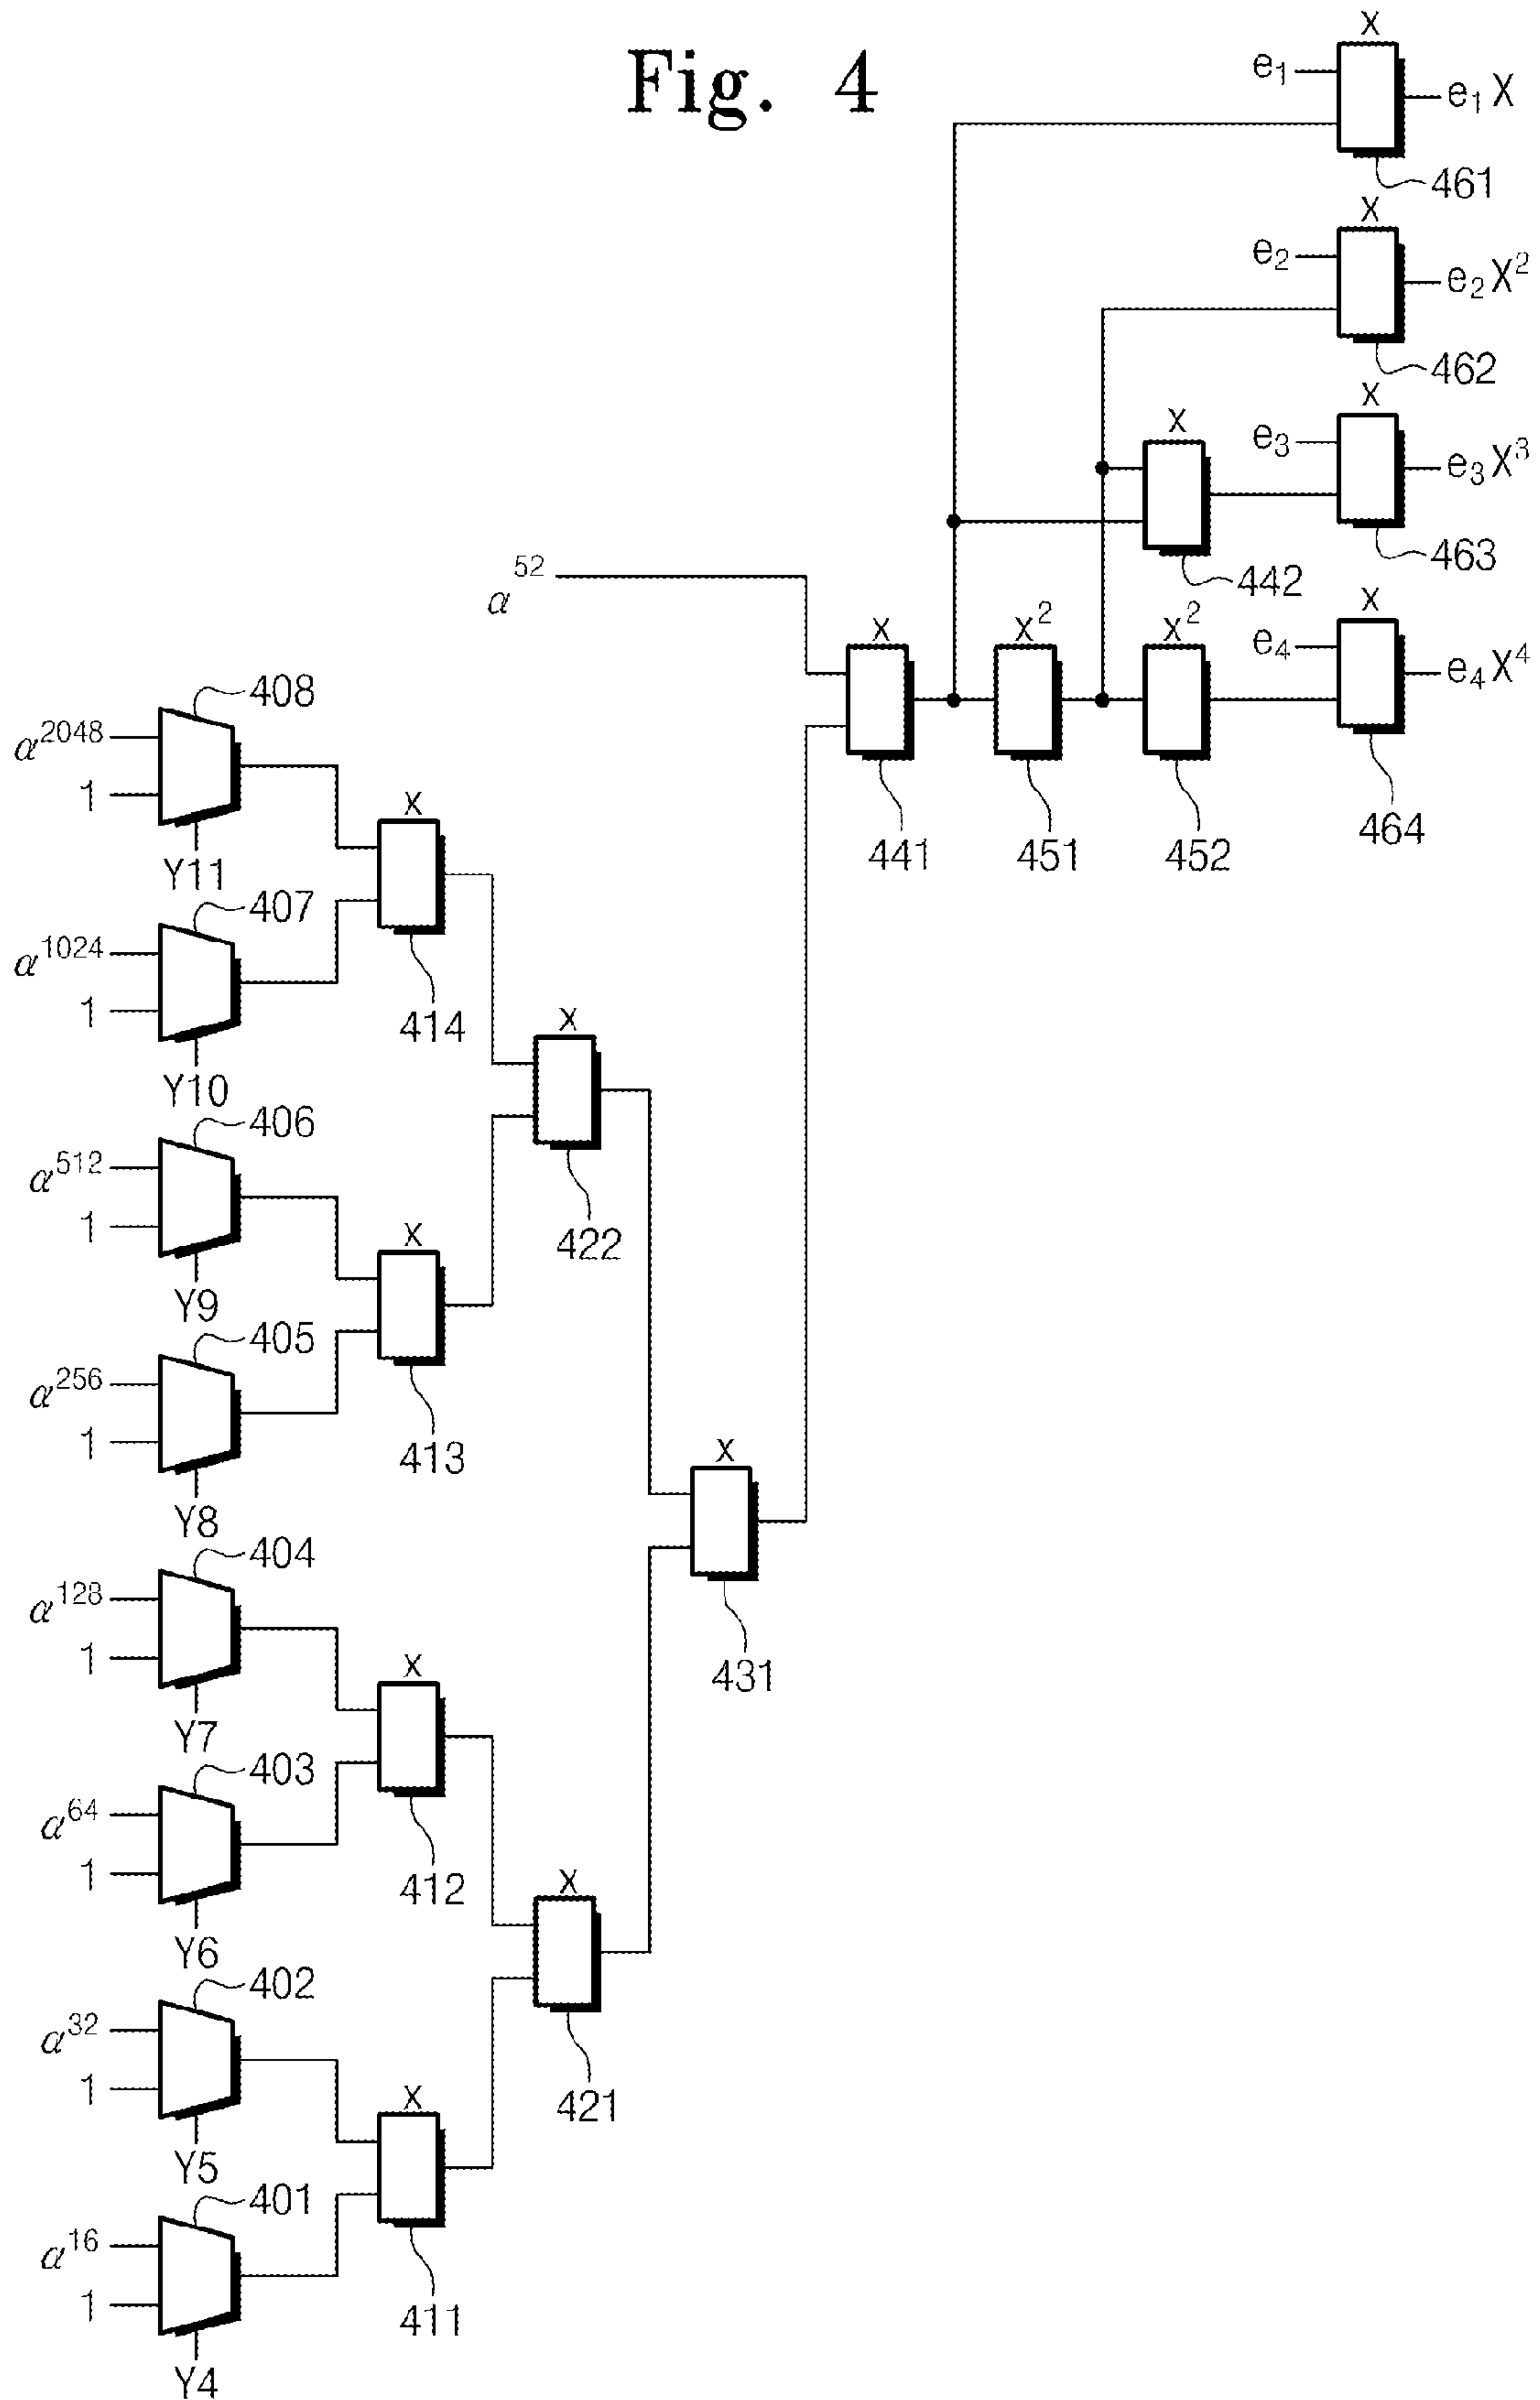 Fig. 4
X
e₁
e₁X
461
X
e₂
e₂X²
462
X
e₃
e₃X³
463
X
442
α⁵²
X
X²
X²
X
e₄
e₄X⁴
464
441
451
452
408
α²⁰⁴⁸
1
Y11
X
414
407
α¹⁰²⁴
1
Y10
X
422
406
α⁵¹²
1
Y9
X
413
405
α²⁵⁶
1
Y8
X
431
404
α¹²⁸
1
Y7
X
412
403
α⁶⁴
1
Y6
X
421
402
α³²
1
Y5
X
411
401
α¹⁶
1
Y4